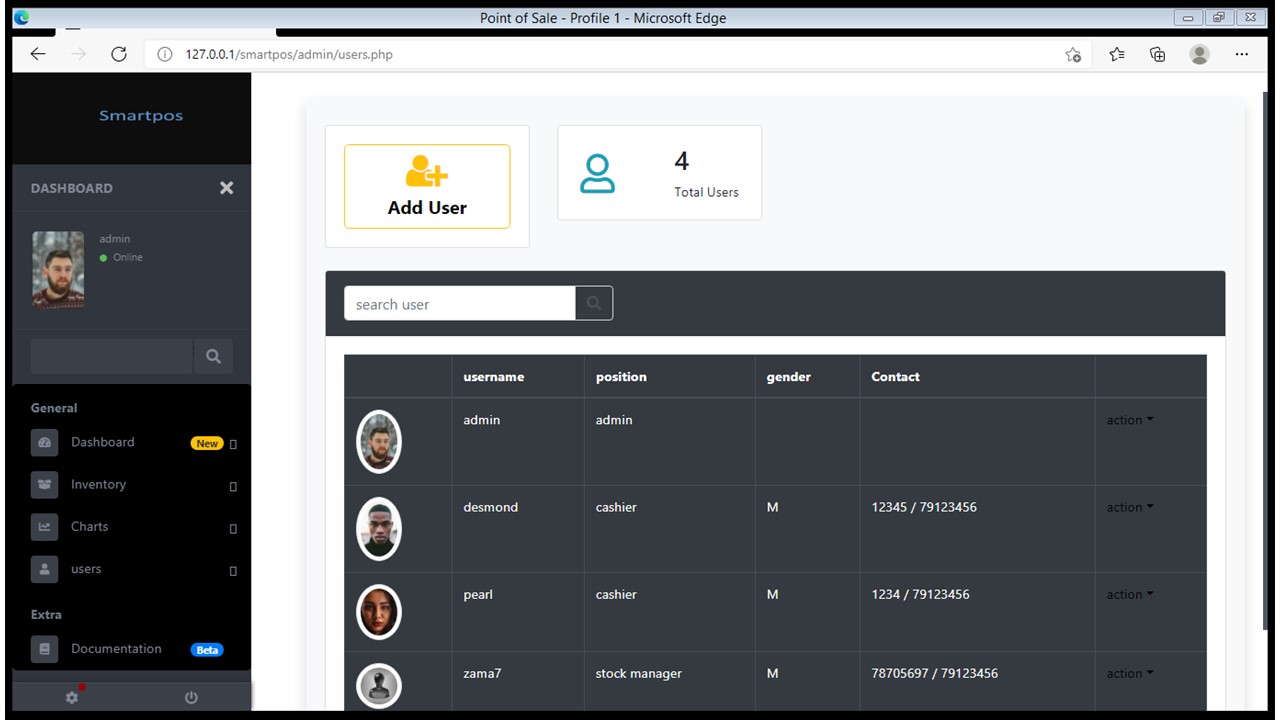 Point of Sale - Profile 1 - Microsoft Edge
127.0.0.1/smartpos/admin/users.php
Smartpos
DASHBOARD
admin
Online
General
Dashboard New
Inventory
Charts
users
Extra
Documentation Beta
Add User
4
Total Users
search user
username position gender Contact
admin admin action
desmond cashier M 12345 / 79123456 action
pearl cashier M 1234 / 79123456 action
zama7 stock manager M 78705697 / 79123456 action